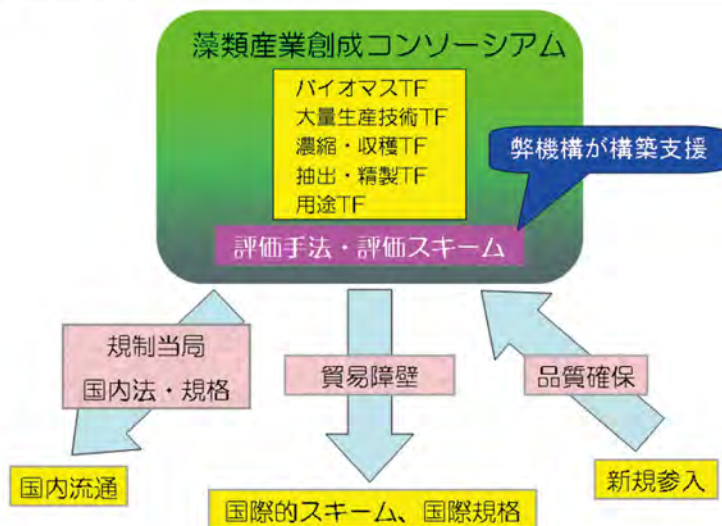 藻類産業創成コンソーシアム
バイオマスTF
大量生産技術TF
濃縮・収穫TF
抽出・精製TF
用途TF
弊機構が構築支援
評価手法・評価スキーム
規制当局
国内法・規格
貿易障壁
品質確保
国内流通
国際的スキーム、国際規格
新規参入